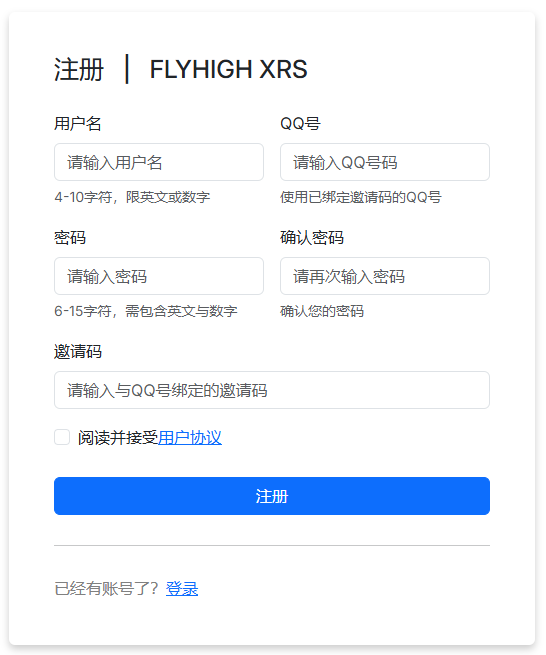 注册 | FLYHIGH XRS
用户名
QQ号
请输入用户名
请输入QQ号码
4-10字符，限英文或数字
使用已绑定邀请码的QQ号
密码
确认密码
请输入密码
请再次输入密码
6-15字符，需包含英文与数字
确认您的密码
邀请码
请输入与QQ号绑定的邀请码
阅读并接受用户协议
注册
已经有账号了？登录